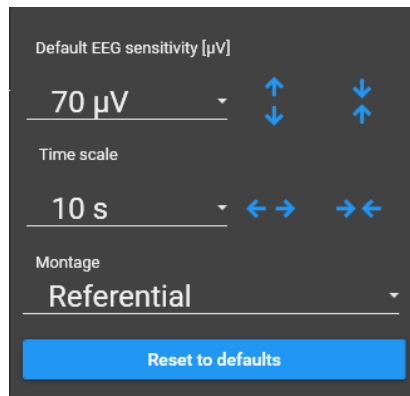 Default EEG sensitivity [µV]
70 µV
Time scale
10 s
Montage
Referential
Reset to defaults